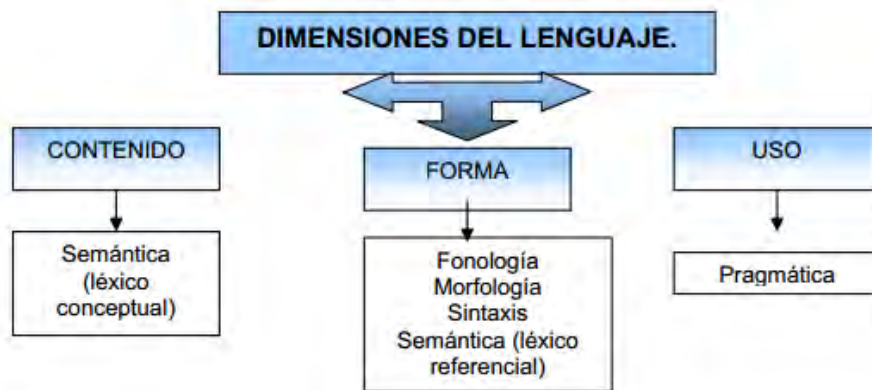 DIMENSIONES DEL LENGUAJE.
CONTENIDO
Semántica
(léxico
conceptual)
FORMA
Fonología
Morfología
Sintaxis
Semántica (léxico
referencial)
USO
Pragmática